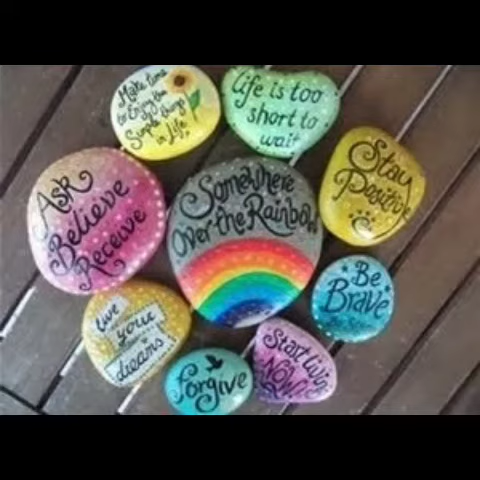 Make time
to Enjoy the
Simple things
in Life
Life is too
short to
wait
Stay
Positive
Ask
Believe
Receive
Somewhere
Over the Rainbow
Be
Brave
Live
your
dreams
forgive
Start living
NOW!